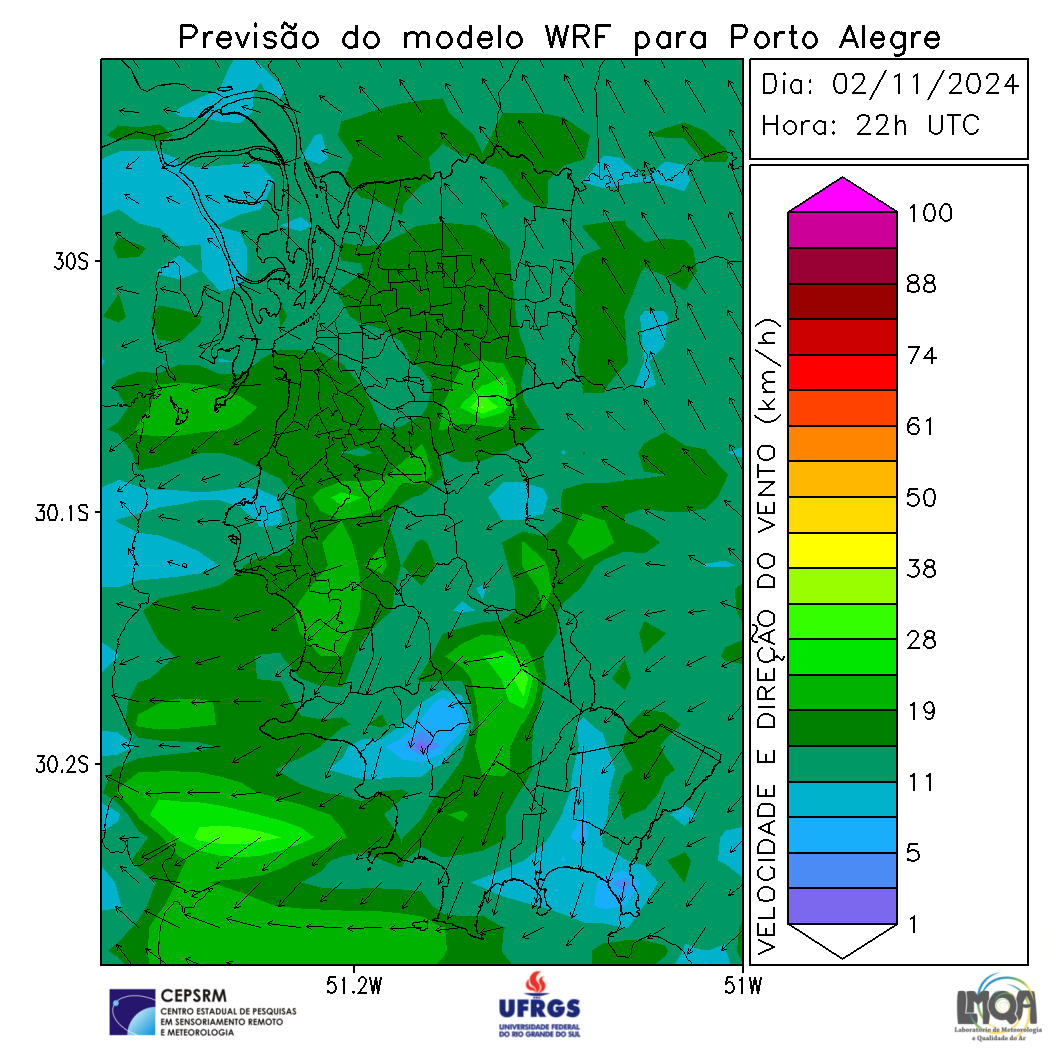 Previsão do modelo WRF para Porto Alegre
Dia: 02/11/2024
Hora: 22h UTC
30S
30.1S
30.2S
51.2W
51W
VELOCIDADE E DIREÇÃO DO VENTO (km/h)
100
88
74
61
50
38
28
19
11
5
1
CEPSRM
CENTRO ESTADUAL DE PESQUISAS
EM SENSORIAMENTO REMOTO
E METEOROLOGIA
UFRGS
UNIVERSIDADE FEDERAL
DO RIO GRANDE DO SUL
LMQA
Laboratório de Meteorologia
e Qualidade do Ar